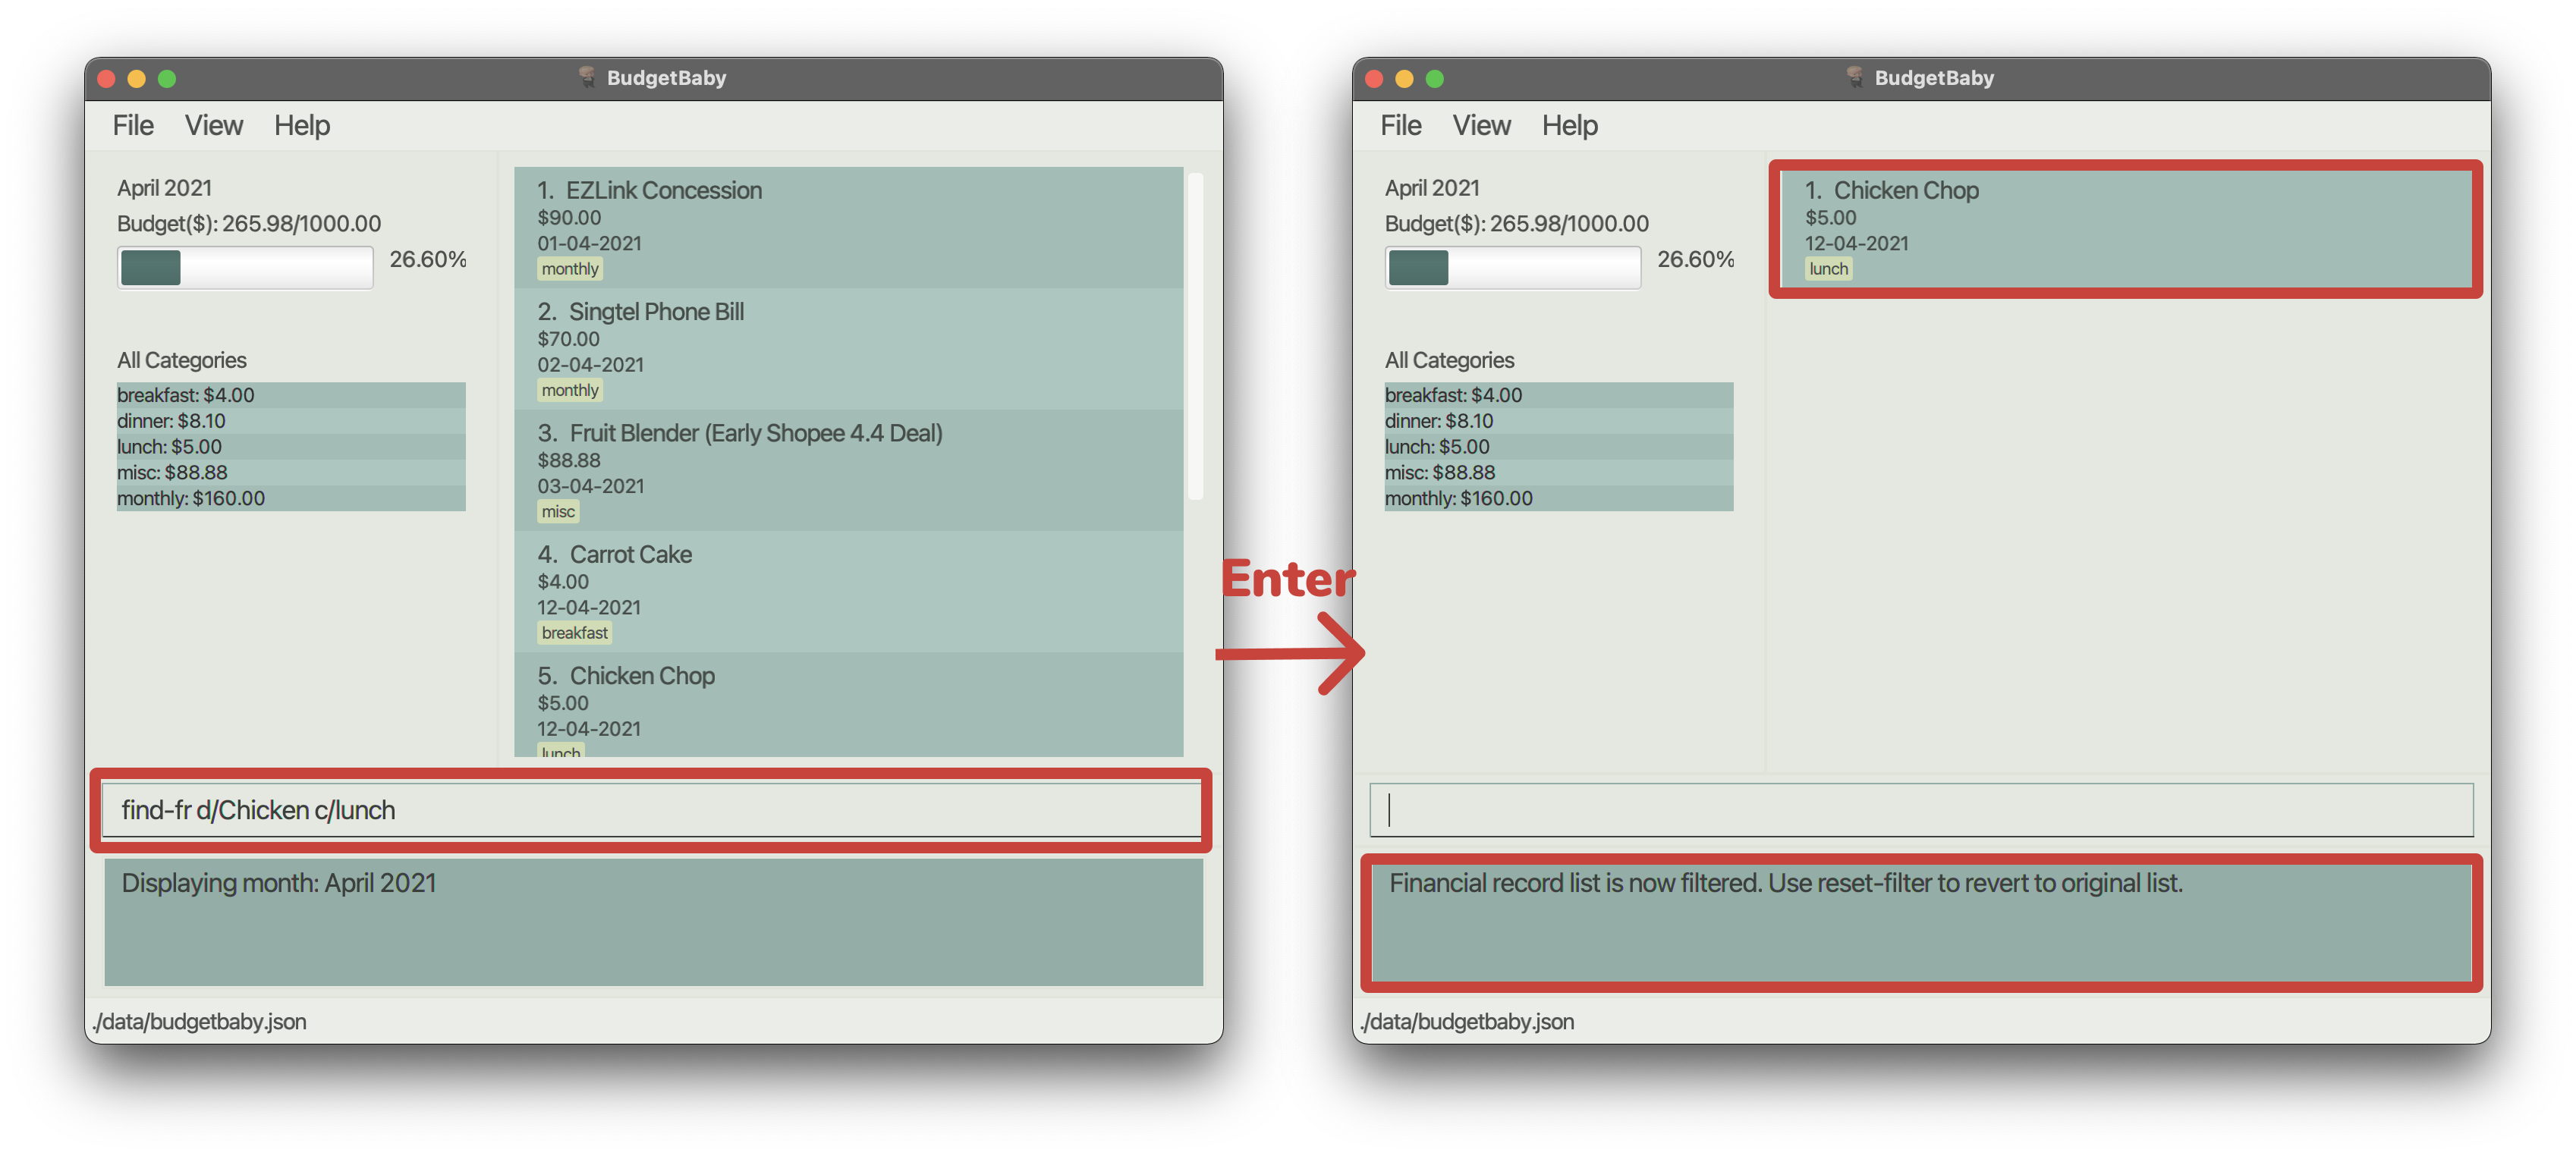 BudgetBaby
File View Help
April 2021
Budget($): 265.98/1000.00
26.60%
All Categories
breakfast: $4.00
dinner: $8.10
lunch: $5.00
misc: $88.88
monthly: $160.00
1. EZLink Concession
$90.00
01-04-2021
monthly
2. Singtel Phone Bill
$70.00
02-04-2021
monthly
3. Fruit Blender (Early Shopee 4.4 Deal)
$88.88
03-04-2021
misc
4. Carrot Cake
$4.00
12-04-2021
breakfast
5. Chicken Chop
$5.00
12-04-2021
lunch
find-fr d/Chicken c/lunch
Displaying month: April 2021
./data/budgetbaby.json
Enter
BudgetBaby
File View Help
April 2021
Budget($): 265.98/1000.00
26.60%
All Categories
breakfast: $4.00
dinner: $8.10
lunch: $5.00
misc: $88.88
monthly: $160.00
1. Chicken Chop
$5.00
12-04-2021
lunch
Financial record list is now filtered. Use reset-filter to revert to original list.
./data/budgetbaby.json